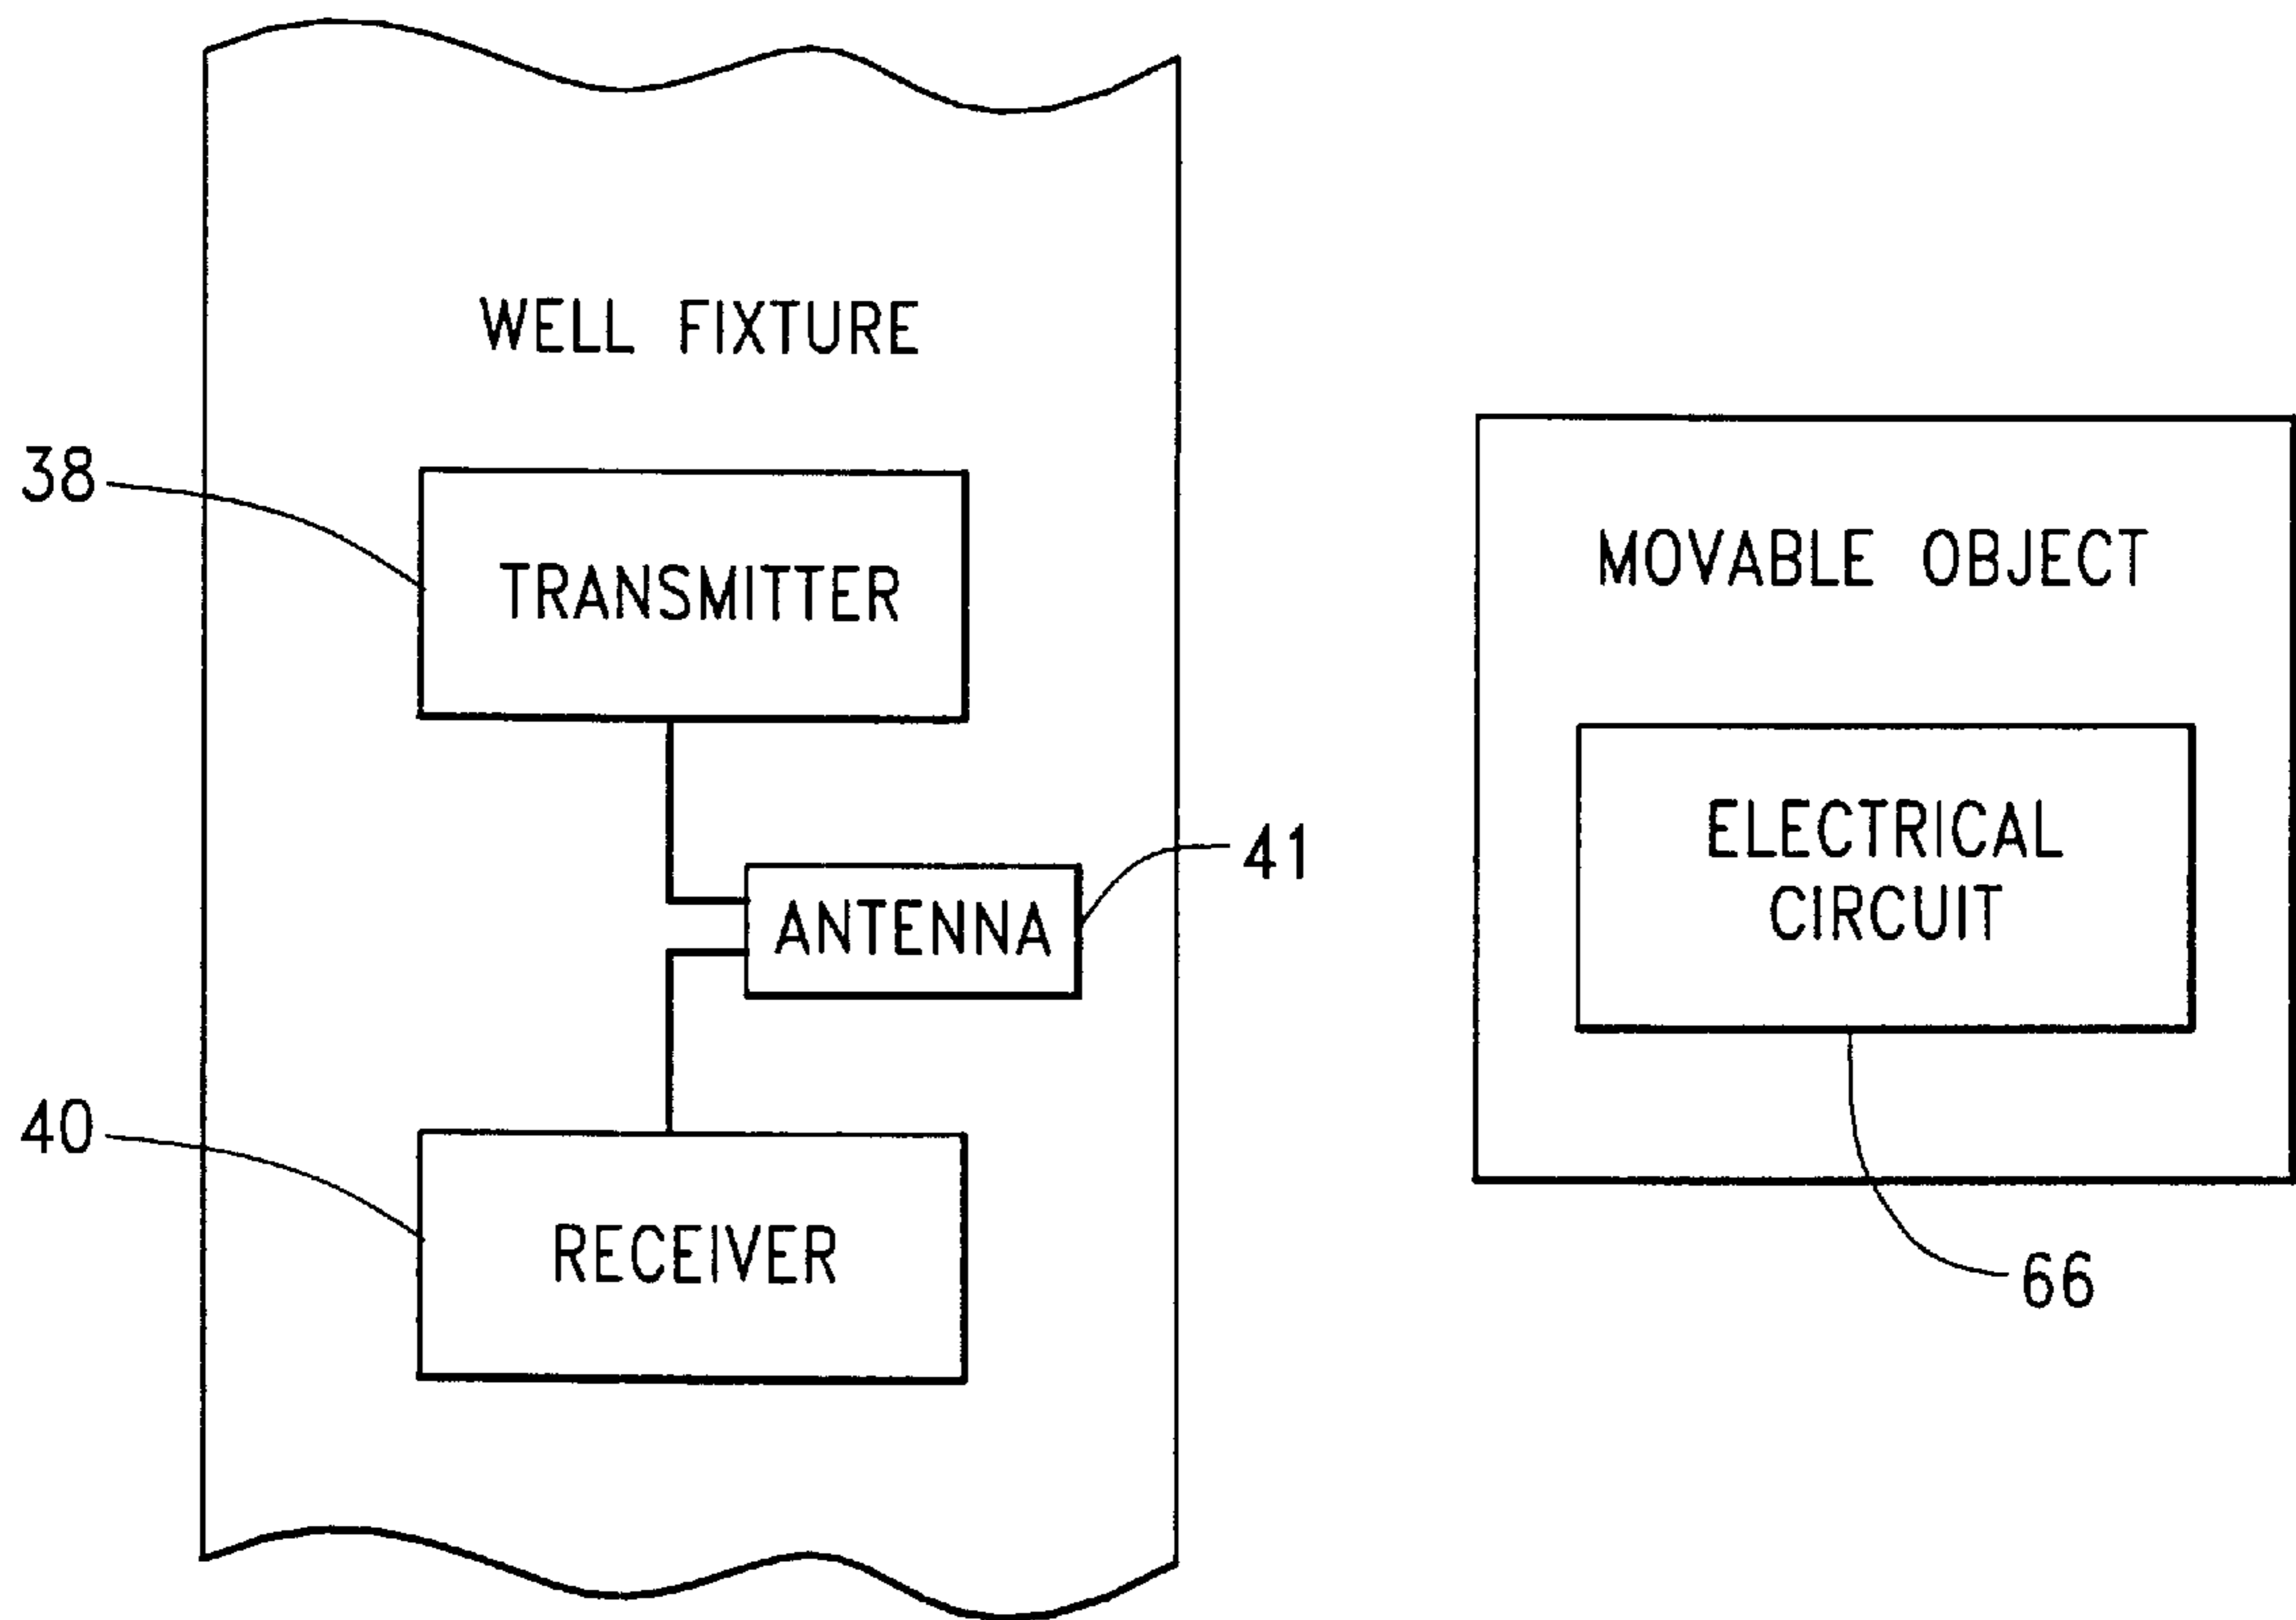 WELL FIXTURE
38
TRANSMITTER
ANTENNA
41
40
RECEIVER
MOVABLE OBJECT
ELECTRICAL
CIRCUIT
66